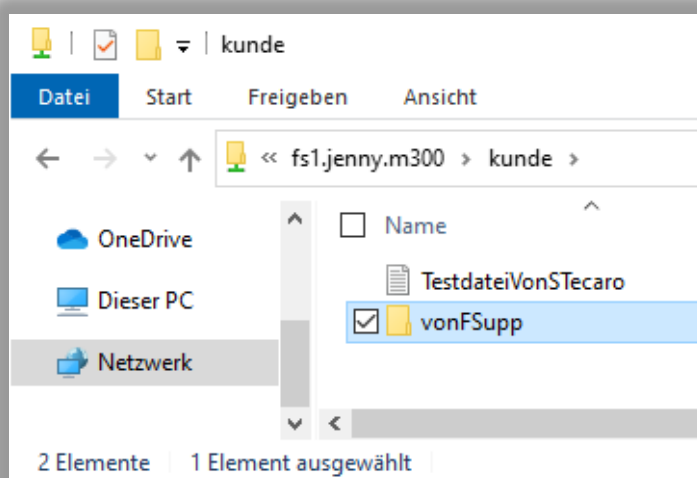 kunde
Datei Start Freigeben Ansicht
« fs1.jenny.m300 > kunde >
OneDrive
Dieser PC
Netzwerk
Name
TestdateiVonSTecaro
vonFSupp
2 Elemente 1 Element ausgewählt